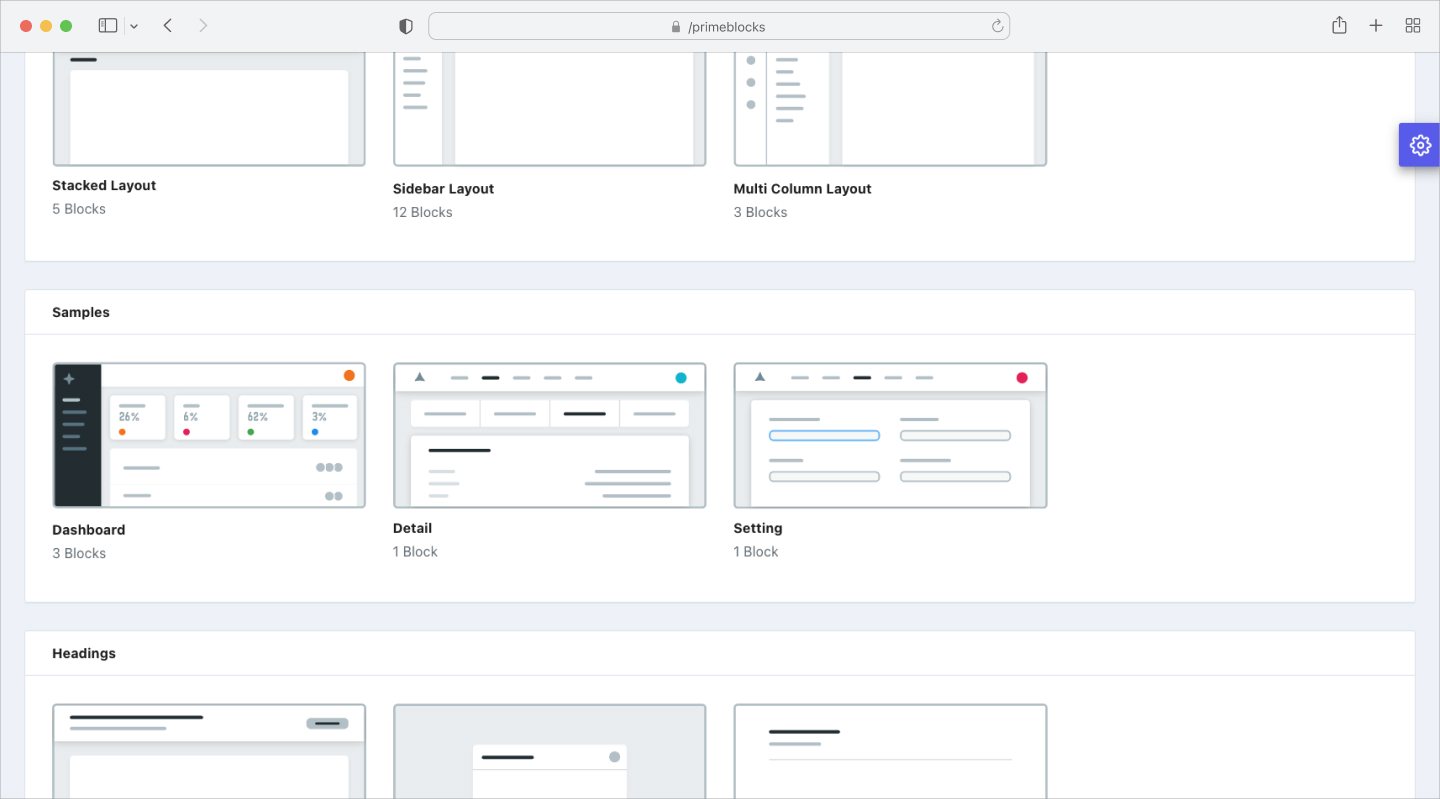 /primeblocks
Stacked Layout
5 Blocks
Sidebar Layout
12 Blocks
Multi Column Layout
3 Blocks
Samples
26%
6%
62%
3%
Dashboard
3 Blocks
Detail
1 Block
Setting
1 Block
Headings